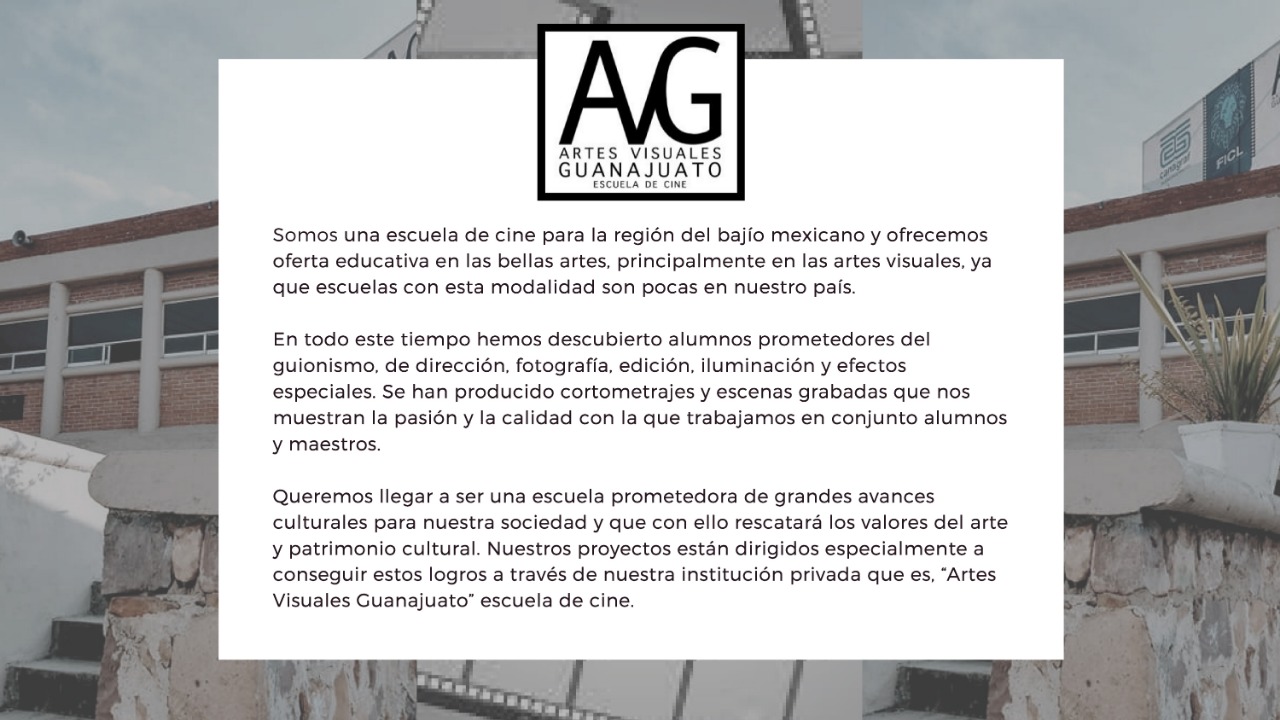 AVG
ARTES VISUALES
GUANAJUATO
ESCUELA DE CINE
canagraf
FICL
Somos una escuela de cine para la región del bajío mexicano y ofrecemos
oferta educativa en las bellas artes, principalmente en las artes visuales, ya
que escuelas con esta modalidad son pocas en nuestro país.
En todo este tiempo hemos descubierto alumnos prometedores del
guionismo, de dirección, fotografía, edición, iluminación y efectos
especiales. Se han producido cortometrajes y escenas grabadas que nos
muestran la pasión y la calidad con la que trabajamos en conjunto alumnos
y maestros.
Queremos llegar a ser una escuela prometedora de grandes avances
culturales para nuestra sociedad y que con ello rescatará los valores del arte
y patrimonio cultural. Nuestros proyectos están dirigidos especialmente a
conseguir estos logros a través de nuestra institución privada que es, “Artes
Visuales Guanajuato” escuela de cine.